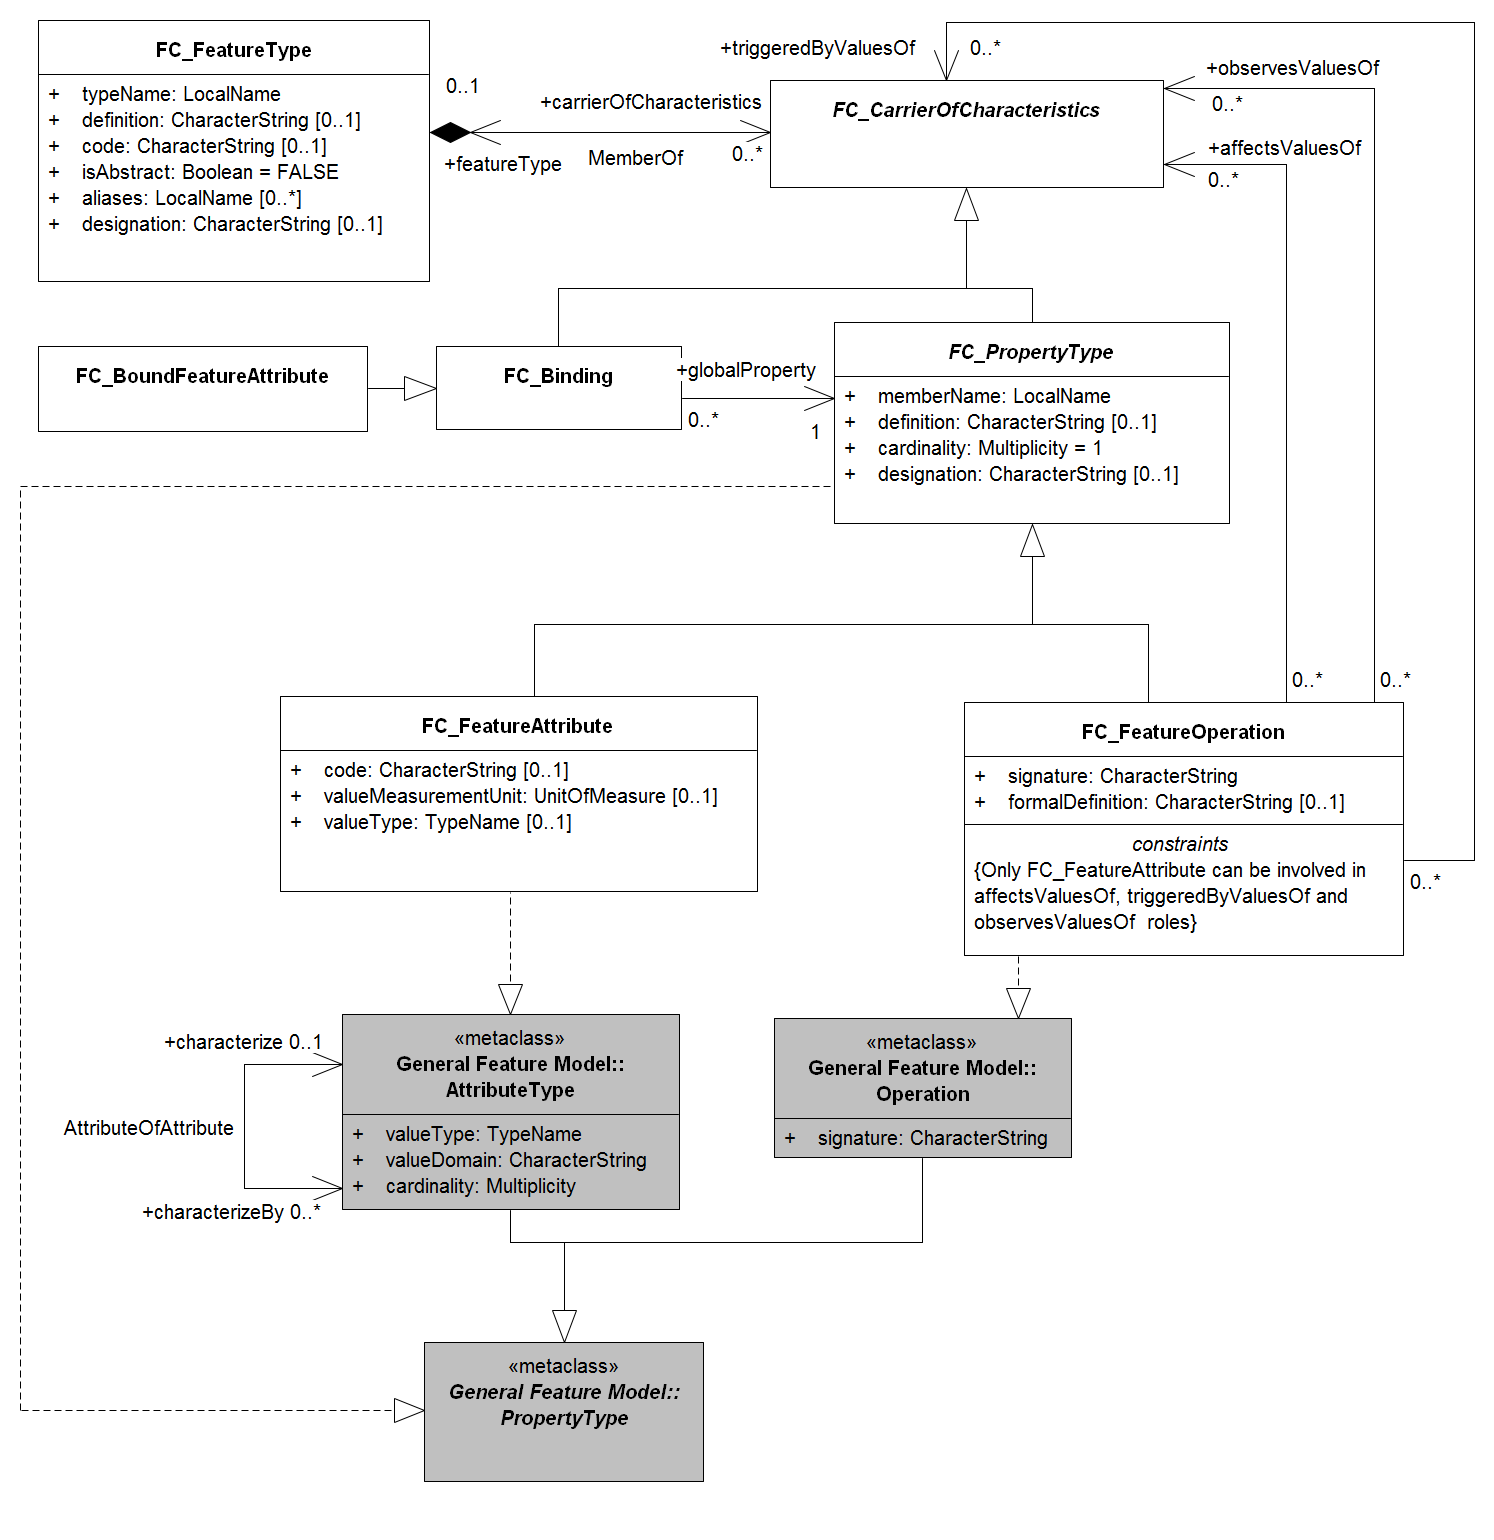 FC_FeatureType
+ typeName: LocalName
+ definition: CharacterString [0..1]
+ code: CharacterString [0..1]
+ isAbstract: Boolean = FALSE
+ aliases: LocalName [0..*]
+ designation: CharacterString [0..1]
0..1
+carrierOfCharacteristics
+featureType
MemberOf
0..*
+triggeredByValuesOf
0..*
FC_CarrierOfCharacteristics
+observesValuesOf
0..*
+affectsValuesOf
0..*
FC_BoundFeatureAttribute
FC_Binding
+globalProperty
0..*
1
FC_PropertyType
+ memberName: LocalName
+ definition: CharacterString [0..1]
+ cardinality: Multiplicity = 1
+ designation: CharacterString [0..1]
0..*
0..*
FC_FeatureAttribute
+ code: CharacterString [0..1]
+ valueMeasurementUnit: UnitOfMeasure [0..1]
+ valueType: TypeName [0..1]
FC_FeatureOperation
+ signature: CharacterString
+ formalDefinition: CharacterString [0..1]
constraints
{Only FC_FeatureAttribute can be involved in
affectsValuesOf, triggeredByValuesOf and
observesValuesOf  roles}
0..*
+characterize 0..1
AttributeOfAttribute
+characterizeBy 0..*
«metaclass»
General Feature Model::
AttributeType
+ valueType: TypeName
+ valueDomain: CharacterString
+ cardinality: Multiplicity
«metaclass»
General Feature Model::
Operation
+ signature: CharacterString
«metaclass»
General Feature Model::
PropertyType